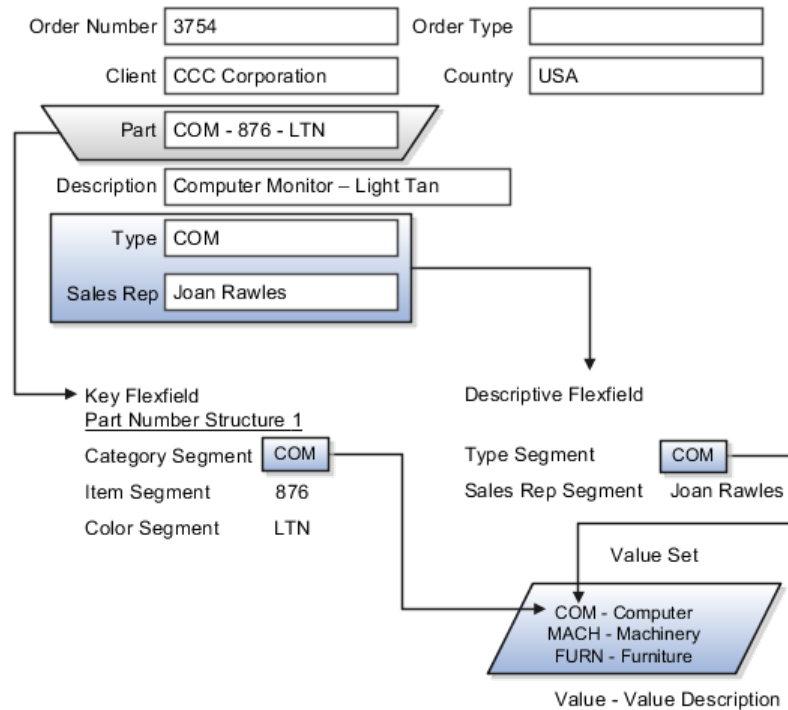 Order Number 3754 Order Type
Client CCC Corporation Country USA
Part COM - 876 - LTN
Description Computer Monitor – Light Tan
Type COM
Sales Rep Joan Rawles
Key Flexfield
Part Number Structure 1
Category Segment COM
Item Segment 876
Color Segment LTN
Descriptive Flexfield
Type Segment COM
Sales Rep Segment Joan Rawles
Value Set
COM - Computer
MACH - Machinery
FURN - Furniture
Value - Value Description